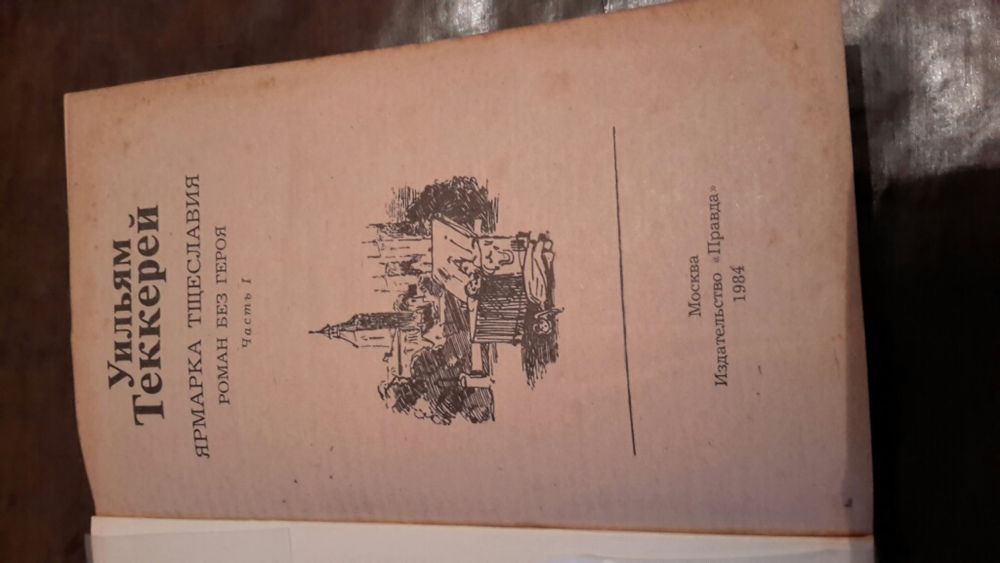 Уильям
Теккерей
ЯРМАРКА ТЩЕСЛАВИЯ
РОМАН БЕЗ ГЕРОЯ
Часть I
Москва
Издательство «Правда»
1984